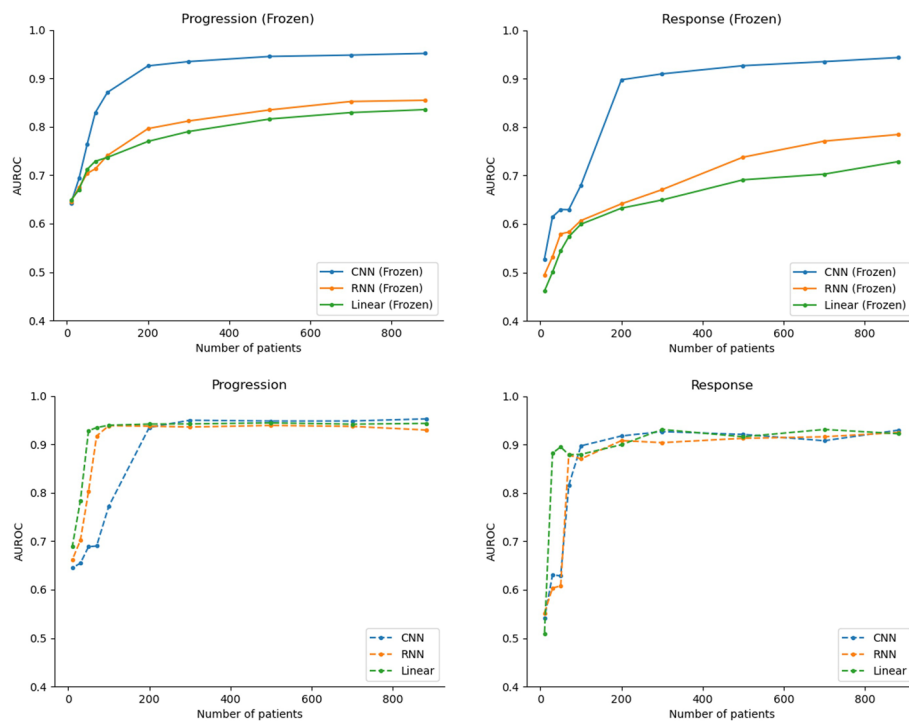 Progression (Frozen)
1.0
0.9
0.8
0.7
0.6
0.5
0.4
AUROC
0
200
400
600
800
Number of patients
CNN (Frozen)
RNN (Frozen)
Linear (Frozen)
Response (Frozen)
1.0
0.9
0.8
0.7
0.6
0.5
0.4
AUROC
0
200
400
600
800
Number of patients
CNN (Frozen)
RNN (Frozen)
Linear (Frozen)
Progression
1.0
0.9
0.8
0.7
0.6
0.5
0.4
AUROC
0
200
400
600
800
Number of patients
CNN
RNN
Linear
Response
1.0
0.9
0.8
0.7
0.6
0.5
0.4
AUROC
0
200
400
600
800
Number of patients
CNN
RNN
Linear